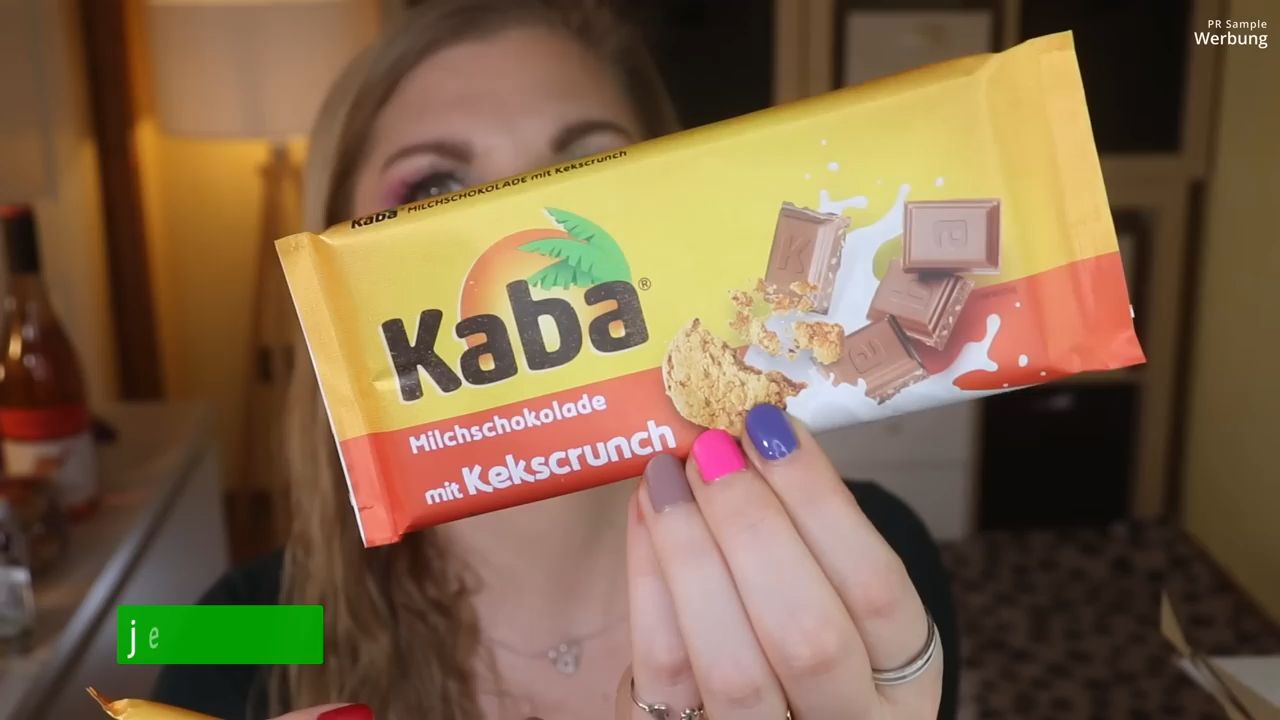 PR Sample
Werbung
Kaba® MILCHSCHOKOLADE mit Kekscrunch
Kaba®
Milchschokolade
mit Kekscrunch
K
a
a
je